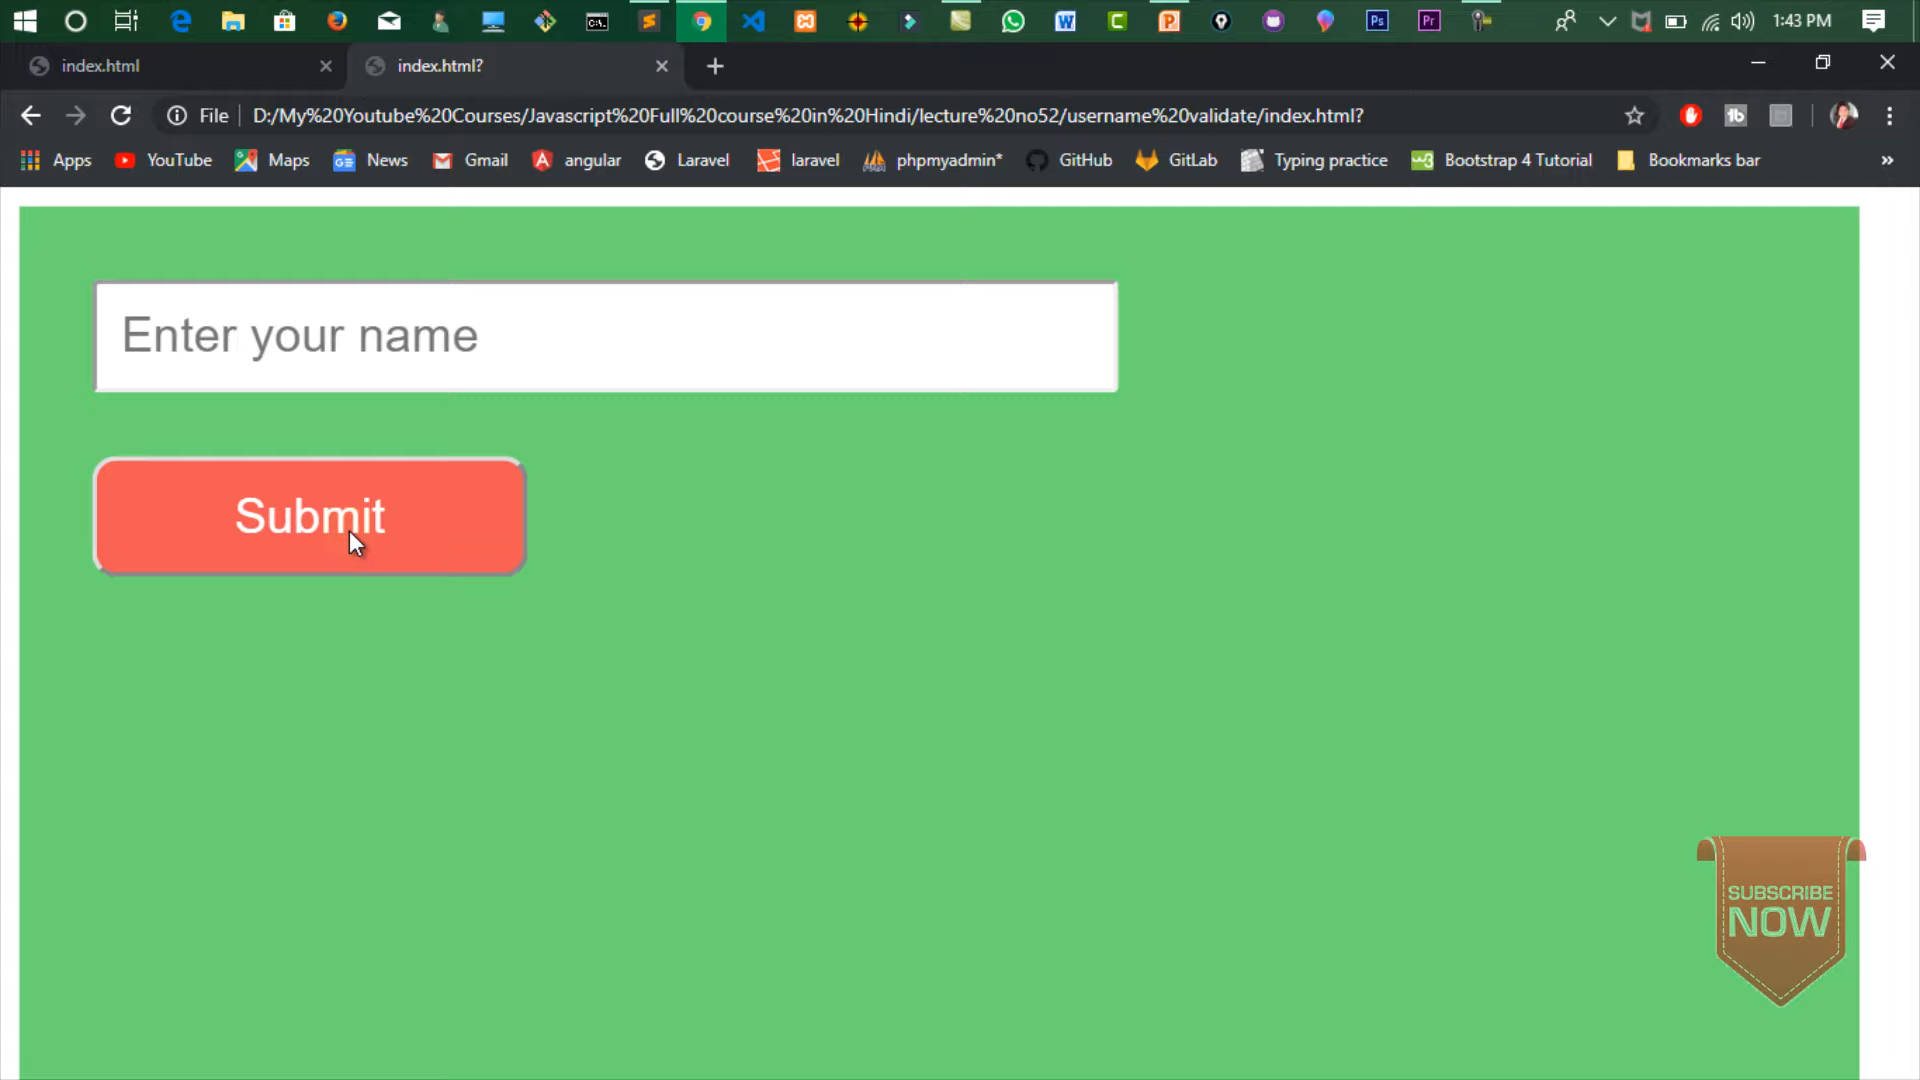 1:43 PM
index.html
index.html?
File
D:/My%20Youtube%20Courses/Javascript%20Full%20course%20in%20Hindi/lecture%20no52/username%20validate/index.html?
Apps YouTube Maps News Gmail angular Laravel laravel phpmyadmin* GitHub GitLab Typing practice Bootstrap 4 Tutorial Bookmarks bar »
Enter your name
Submit
SUBSCRIBE
NOW